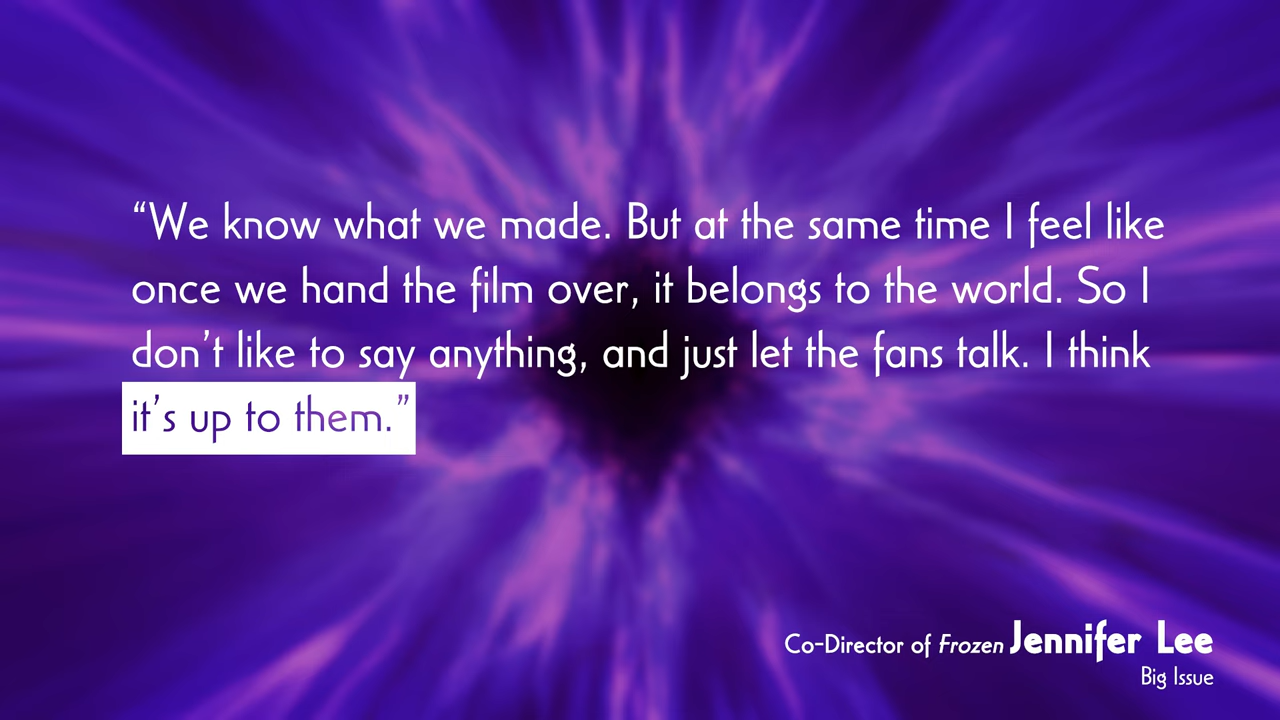 “We know what we made. But at the same time I feel like
once we hand the film over, it belongs to the world. So I
don’t like to say anything, and just let the fans talk. I think
it’s up to them.”
Co-Director of Frozen Jennifer Lee
Big Issue